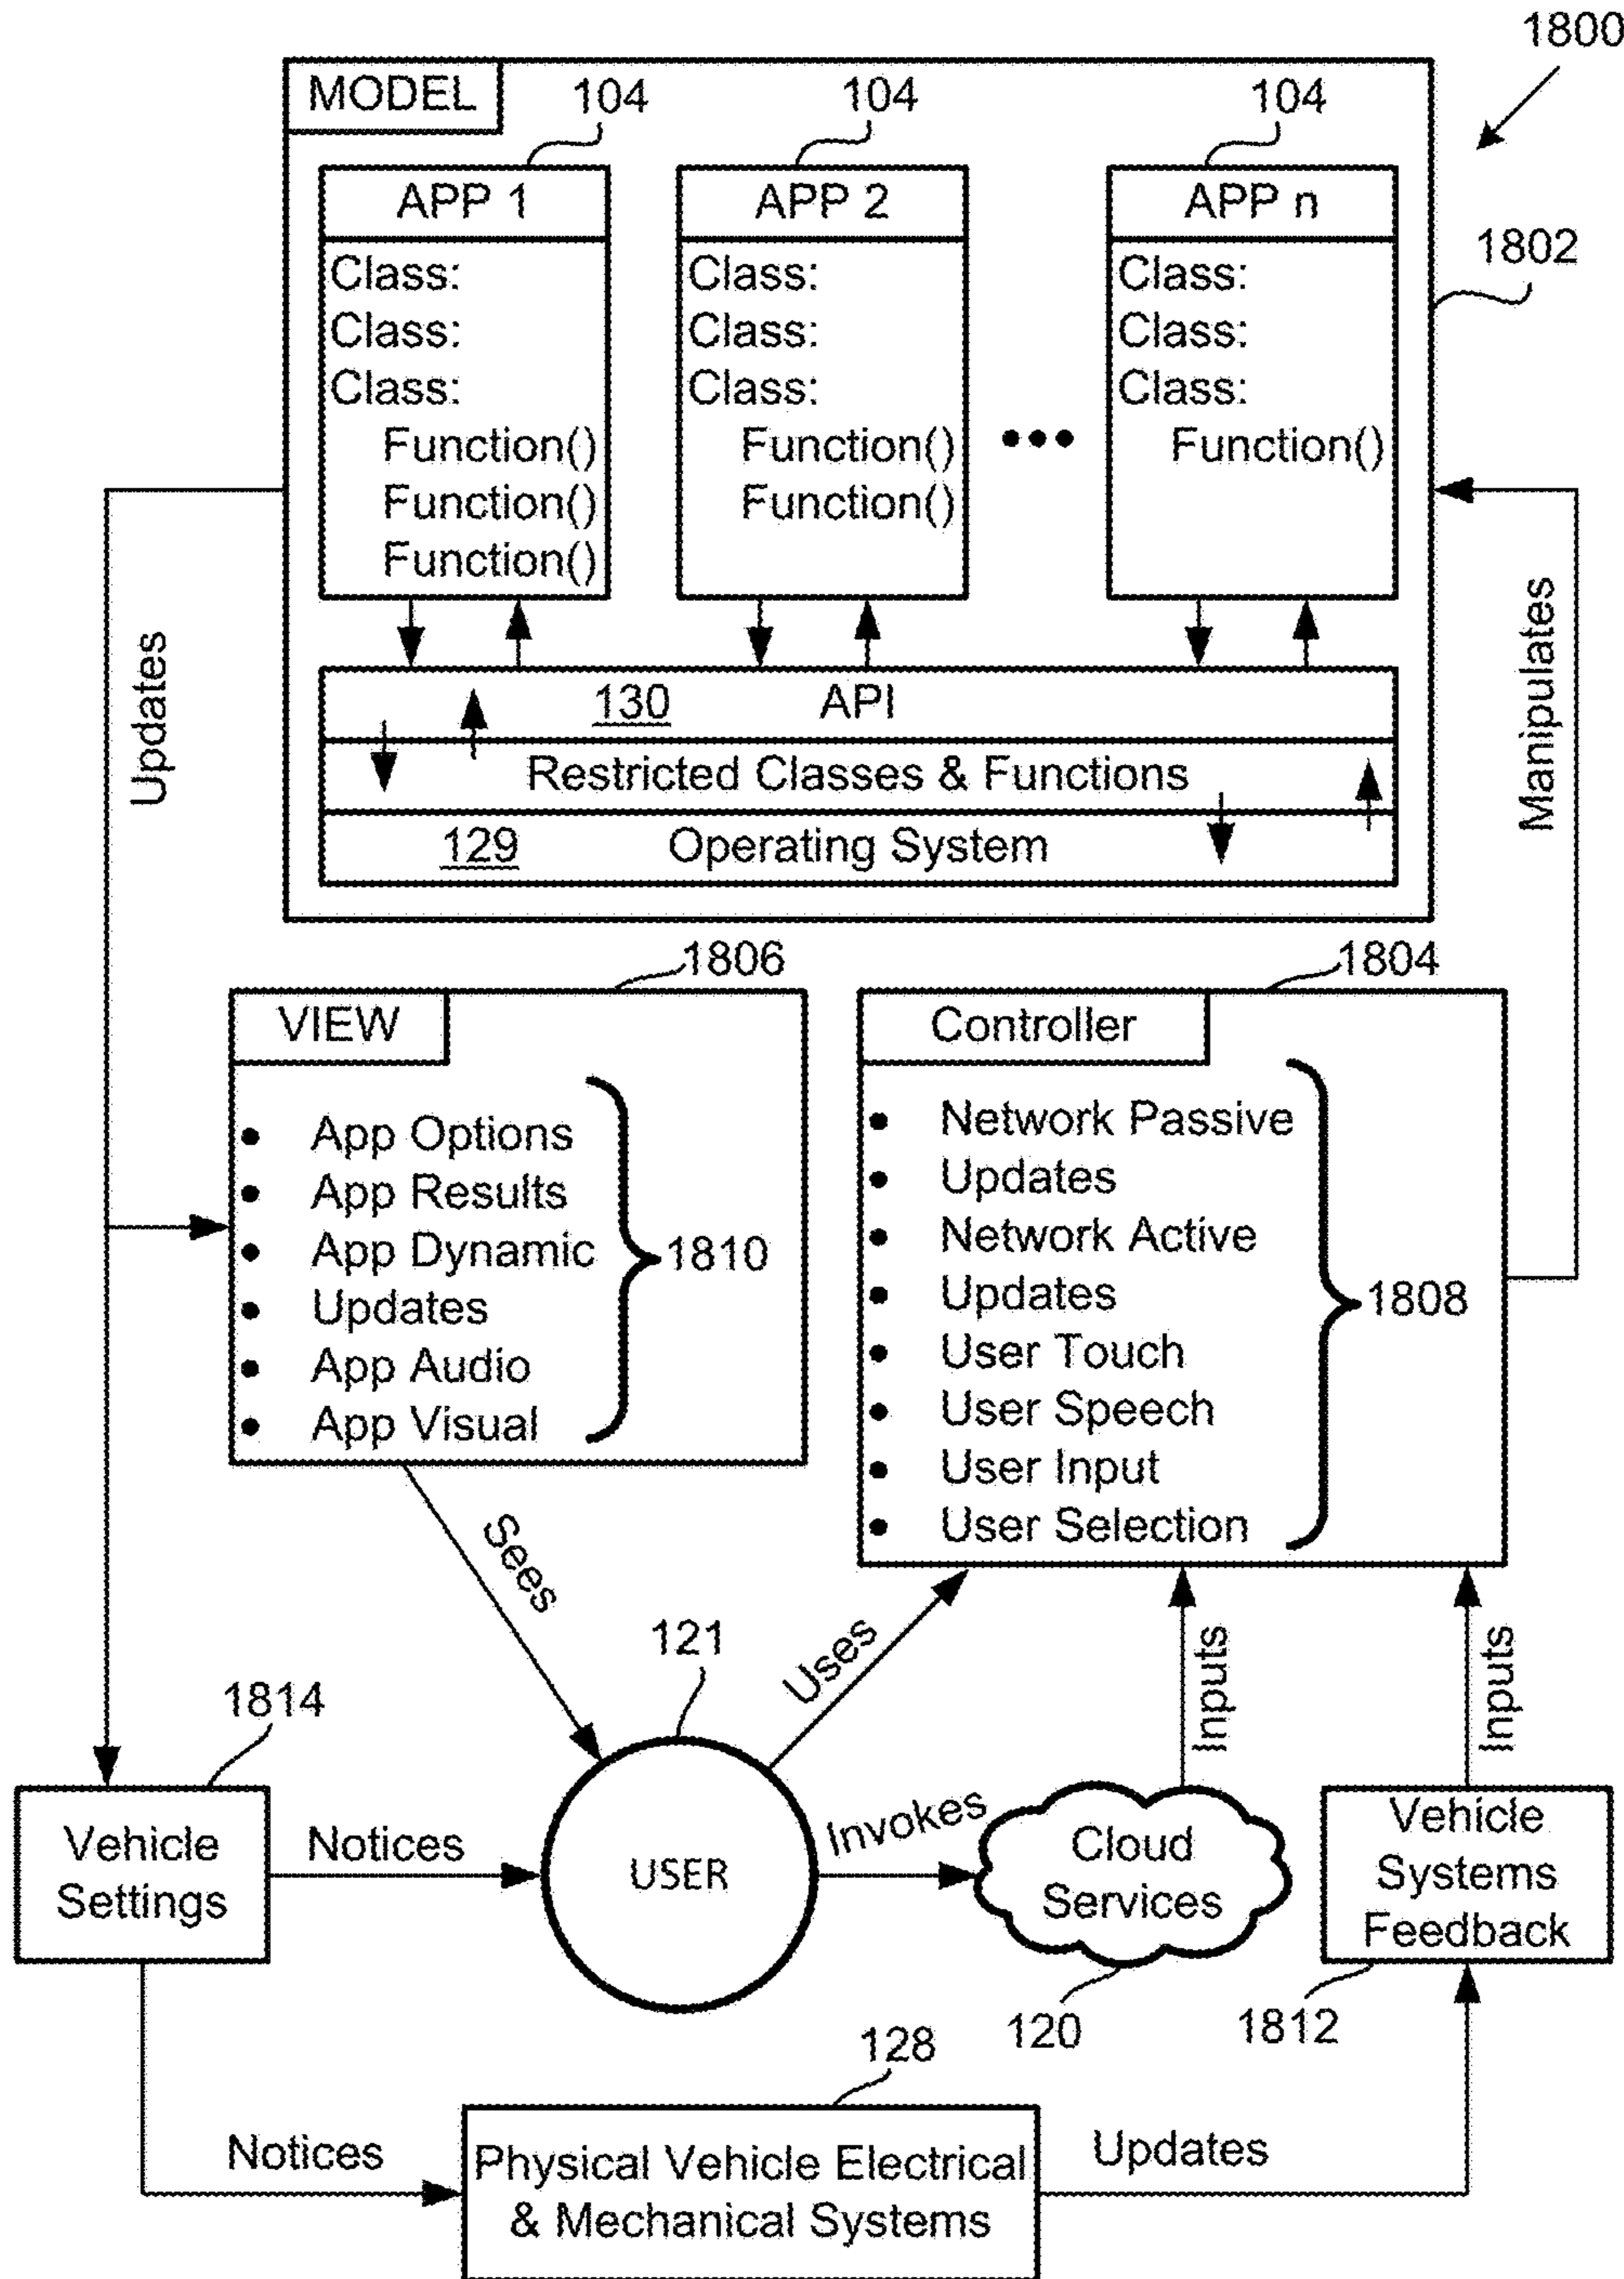 1800
MODEL
104
104
104
1802
APP 1
Class:
Class:
Class:
Function()
Function()
Function()
APP 2
Class:
Class:
Class:
Function()
Function()
APP n
Class:
Class:
Class:
Function()
130 API
Restricted Classes & Functions
129 Operating System
Updates
Manipulates
1806
VIEW
• App Options
• App Results
• App Dynamic
• Updates
• App Audio
• App Visual
1810
1804
Controller
• Network Passive
• Updates
• Network Active
• Updates
• User Touch
• User Speech
• User Input
• User Selection
1808
Sees
Uses
Inputs
Inputs
121
1814
Vehicle
Settings
Notices
USER
Invokes
Cloud
Services
Vehicle
Systems
Feedback
120
1812
128
Notices
Physical Vehicle Electrical
& Mechanical Systems
Updates